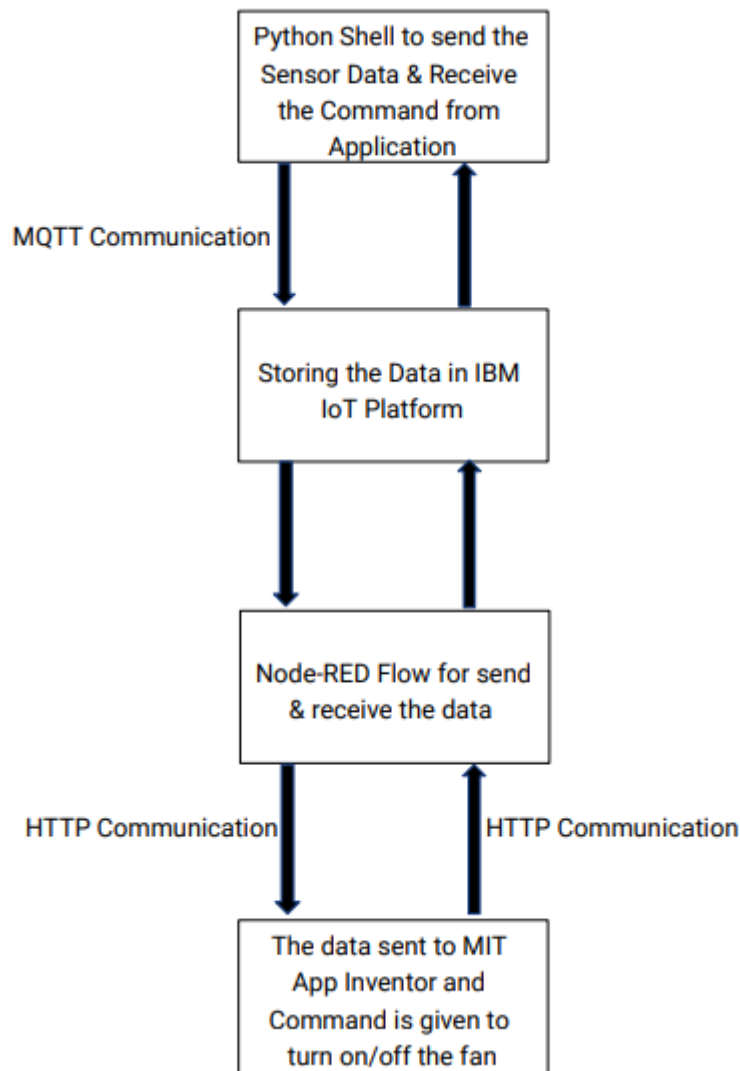 Python Shell to send the
Sensor Data & Receive
the Command from
Application
MQTT Communication
Storing the Data in IBM
IoT Platform
Node-RED Flow for send
& receive the data
HTTP Communication
HTTP Communication
The data sent to MIT
App Inventor and
Command is given to
turn on/off the fan